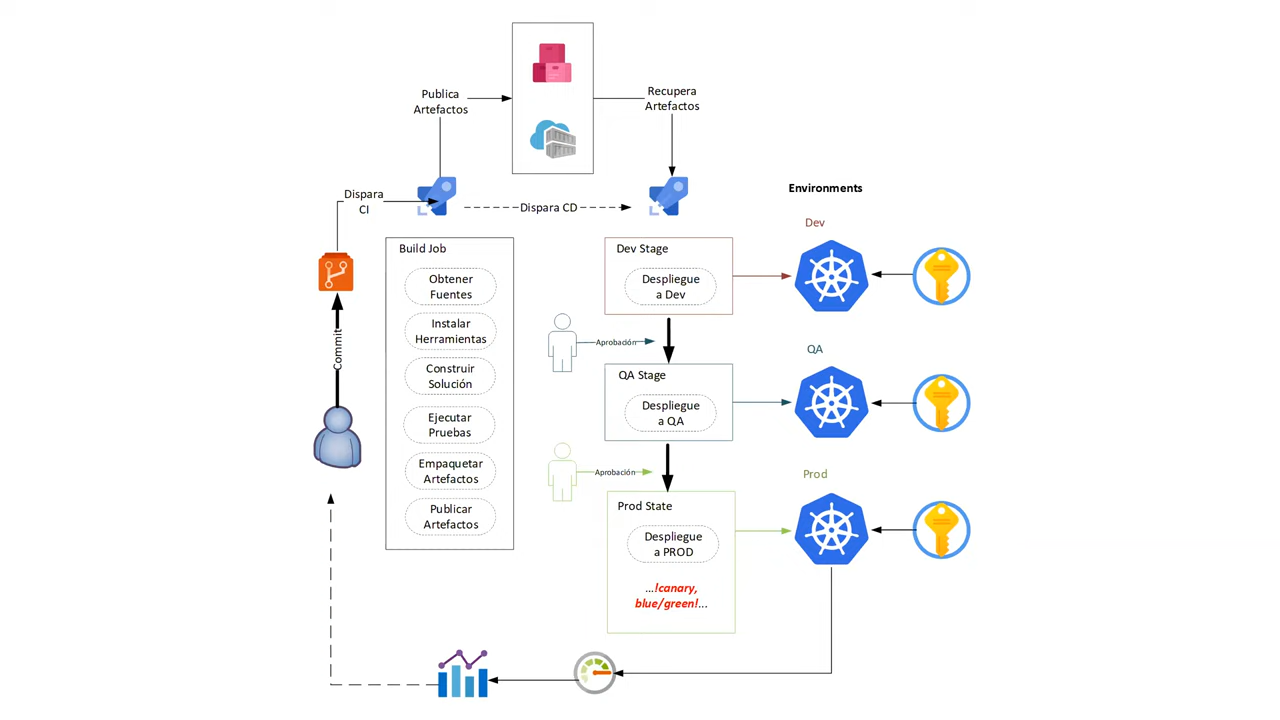 Publica
Artefactos
Recupera
Artefactos
Dispara
CI
Dispara CD
Environments
Commit
Build Job
Obtener
Fuentes
Instalar
Herramientas
Construir
Solución
Ejecutar
Pruebas
Empaquetar
Artefactos
Publicar
Artefactos
Dev Stage
Despliegue
a Dev
Aprobación
QA Stage
Despliegue
a QA
Aprobación
Prod State
Despliegue
a PROD
...!canary,
blue/green!...
Dev
QA
Prod